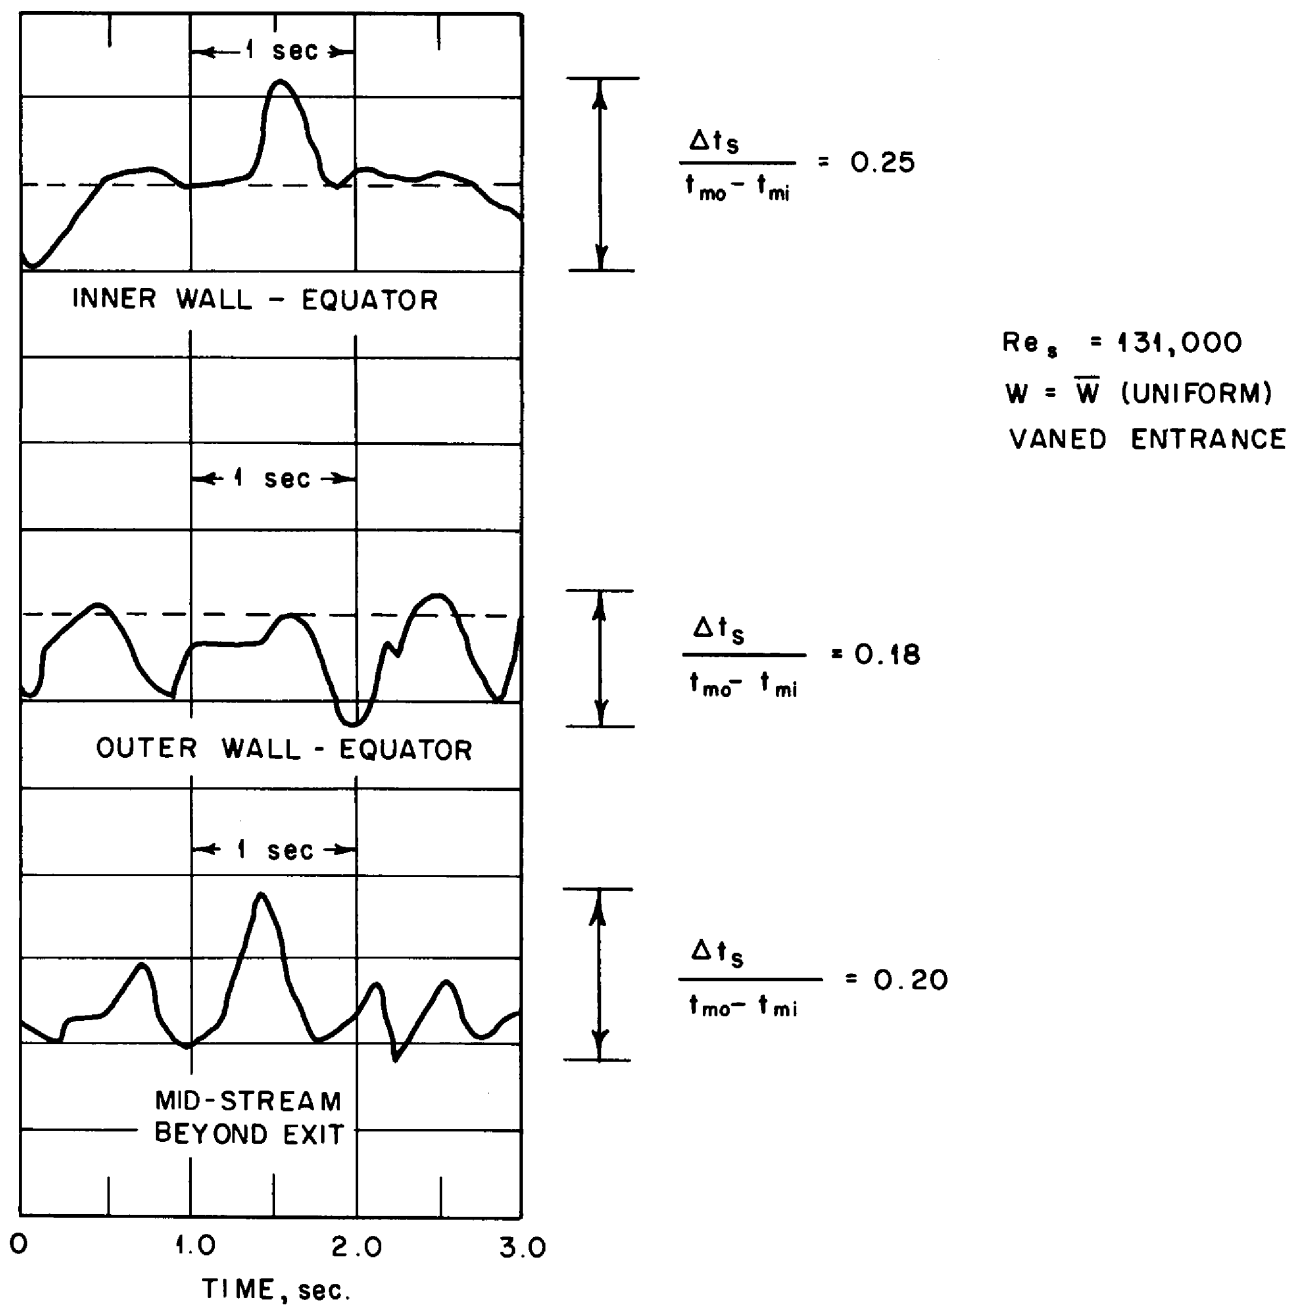 1 sec
Δts
tmo- tmi
= 0.25
INNER WALL - EQUATOR
Res = 131,000
W = W̅ (UNIFORM)
VANED ENTRANCE
1 sec
Δts
tmo- tmi
= 0.18
OUTER WALL - EQUATOR
1 sec
Δts
tmo- tmi
= 0.20
MID-STREAM
BEYOND EXIT
0 1.0 2.0 3.0
TIME, sec.